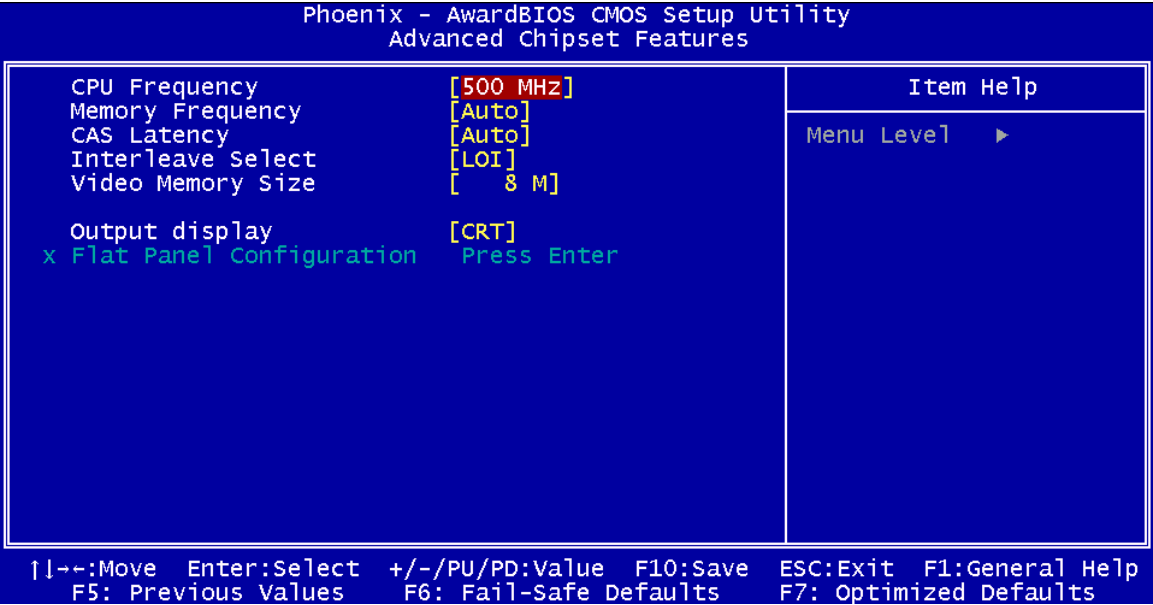 Phoenix - AwardBIOS CMOS Setup Utility
Advanced Chipset Features
CPU Frequency [500 MHz]
Memory Frequency [Auto]
CAS Latency [Auto]
Interleave Select [LOI]
Video Memory Size [ 8 M]
Output display [CRT]
x Flat Panel Configuration Press Enter
Item Help
Menu Level ►
↑↓→←:Move Enter:Select +/-/PU/PD:Value F10:Save ESC:Exit F1:General Help
F5: Previous Values F6: Fail-Safe Defaults F7: Optimized Defaults